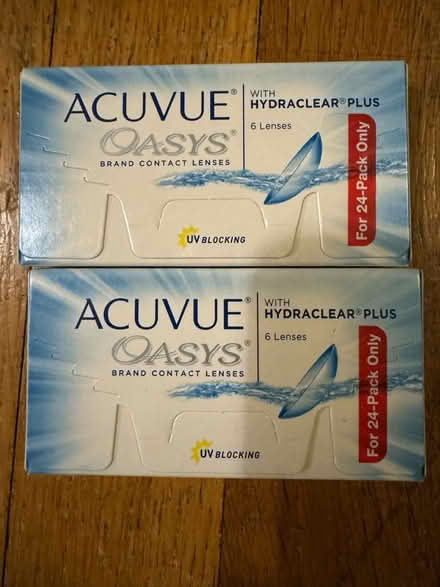 ACUVUE®
OASYS®
BRAND CONTACT LENSES
WITH
HYDRACLEAR® PLUS
6 Lenses
For 24-Pack Only
UV BLOCKING
ACUVUE®
OASYS®
BRAND CONTACT LENSES
WITH
HYDRACLEAR® PLUS
6 Lenses
For 24-Pack Only
UV BLOCKING